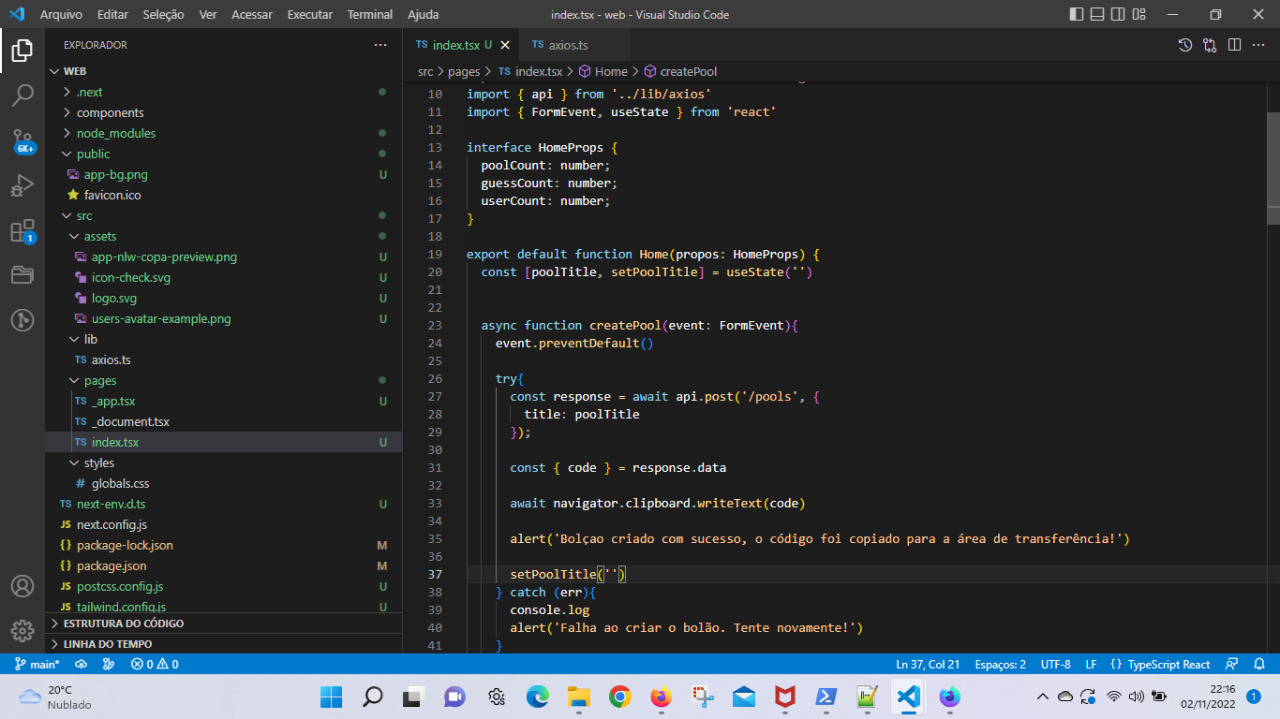 Arquivo Editar Seleção Ver Acessar Executar Terminal Ajuda index.tsx - web - Visual Studio Code
EXPLORADOR
WEB
.next
components
node_modules
public
app-bg.png U
favicon.ico
src
assets
app-nlw-copa-preview.png U
icon-check.svg U
logo.svg U
users-avatar-example.png U
lib
TS axios.ts
pages
TS _app.tsx U
TS _document.tsx
TS index.tsx U
styles
# globals.css
TS next-env.d.ts U
JS next.config.js
{} package-lock.json M
{} package.json M
JS postcss.config.js U
JS tailwind.config.js U
ESTRUTURA DO CÓDIGO
LINHA DO TEMPO
6K+
1
TS index.tsx U TS axios.ts
src > pages > TS index.tsx > Home > createPool
10 import { api } from '../lib/axios'
11 import { FormEvent, useState } from 'react'
12
13 interface HomeProps {
14 poolCount: number;
15 guessCount: number;
16 userCount: number;
17 }
18
19 export default function Home(propos: HomeProps) {
20 const [poolTitle, setPoolTitle] = useState('')
21
22
23 async function createPool(event: FormEvent){
24 event.preventDefault()
25
26 try{
27 const response = await api.post('/pools', {
28 title: poolTitle
29 });
30
31 const { code } = response.data
32
33 await navigator.clipboard.writeText(code)
34
35 alert('Bolçao criado com sucesso, o código foi copiado para a área de transferência!')
36
37 setPoolTitle('')
38 } catch (err){
39 console.log
40 alert('Falha ao criar o bolão. Tente novamente!')
41 }
main* 0 0 Ln 37, Col 21 Espaços: 2 UTF-8 LF {} TypeScript React
20°C
Nublado
22:16
02/11/2022
1